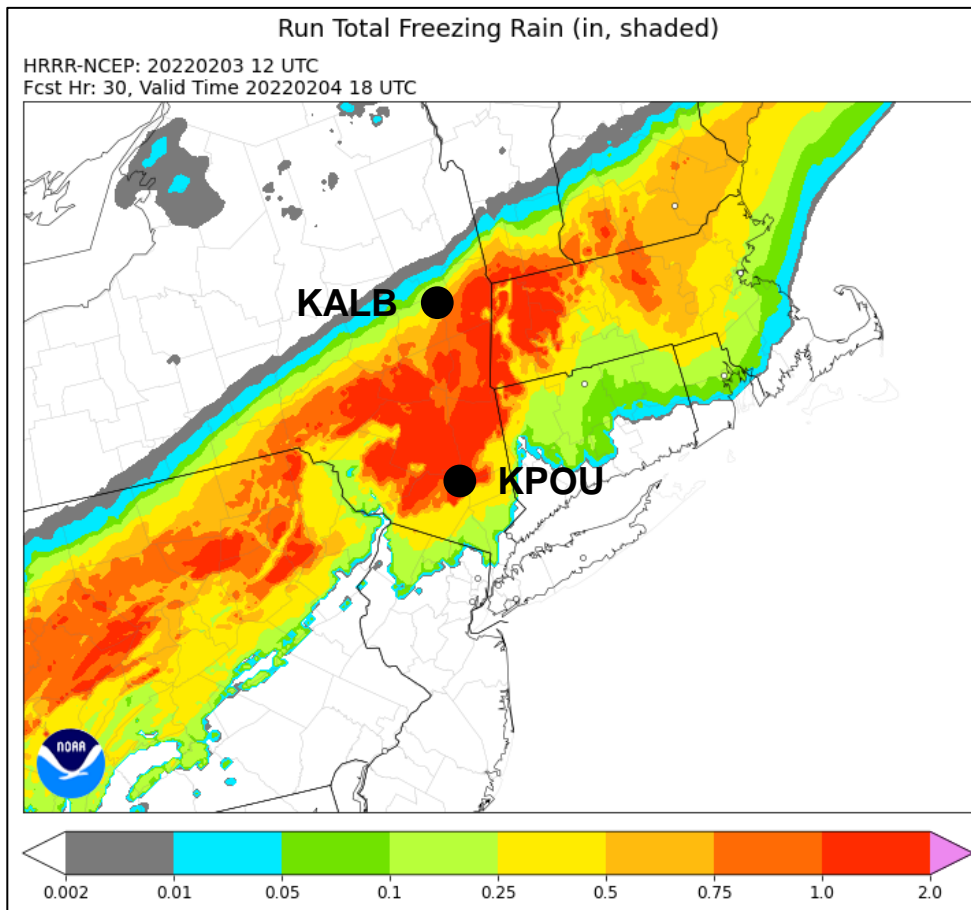 Run Total Freezing Rain (in, shaded)
HRRR-NCEP: 20220203 12 UTC
Fcst Hr: 30, Valid Time 20220204 18 UTC
KALB
KPOU
NOAA
0.002 0.01 0.05 0.1 0.25 0.5 0.75 1.0 2.0